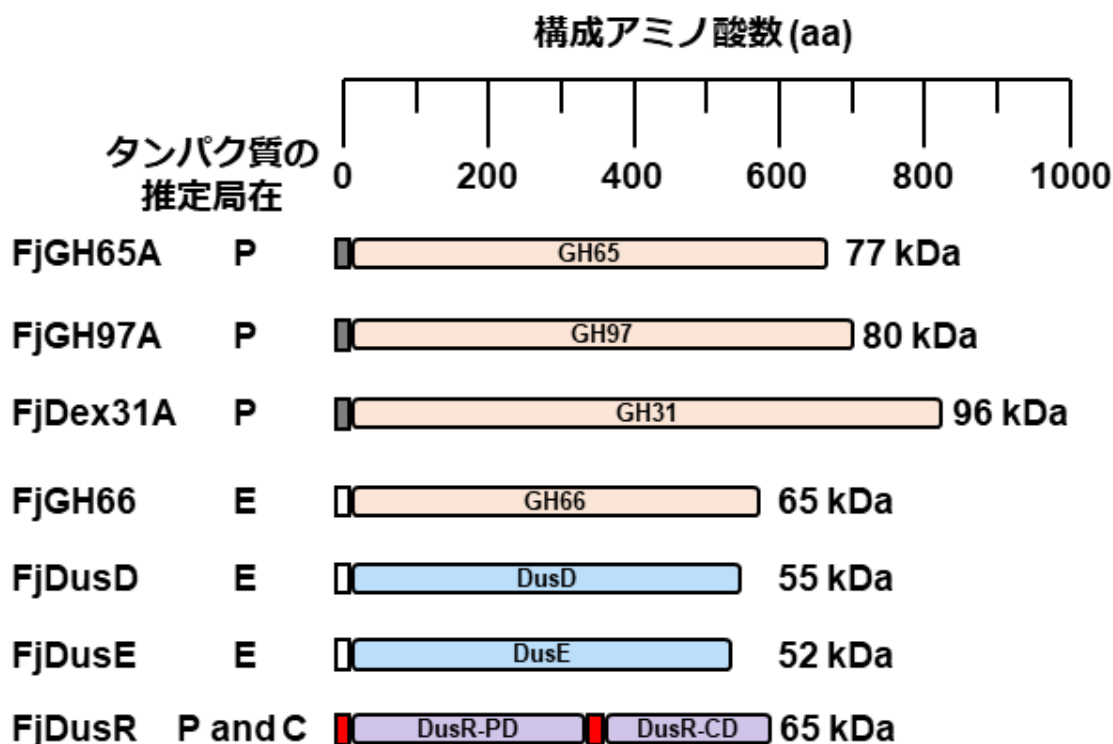 構成アミノ酸数 (aa)
タンパク質の
推定局在
0 200 400 600 800 1000
FjGH65A P GH65 77 kDa
FjGH97A P GH97 80 kDa
FjDex31A P GH31 96 kDa
FjGH66 E GH66 65 kDa
FjDusD E DusD 55 kDa
FjDusE E DusE 52 kDa
FjDusR P and C DusR-PD DusR-CD 65 kDa